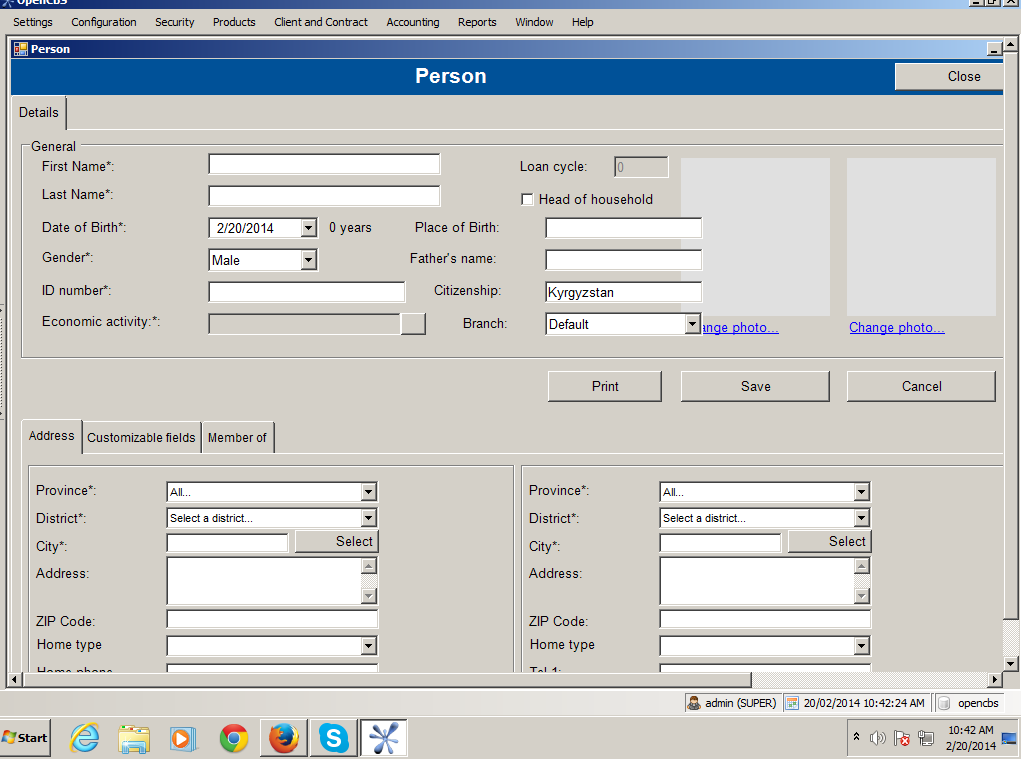 OpenCBS
Settings Configuration Security Products Client and Contract Accounting Reports Window Help
Person
Person
Close
Details
General
First Name*:
Loan cycle: 0
Last Name*:
Head of household
Date of Birth*: 2/20/2014 0 years Place of Birth:
Gender*: Male Father's name:
ID number*: Citizenship: Kyrgyzstan
Economic activity:*: Branch: Default
ange photo... Change photo...
Print Save Cancel
Address Customizable fields Member of
Province*: All... Province*: All...
District*: Select a district... District*: Select a district...
City*: Select City*: Select
Address: Address:
ZIP Code: ZIP Code:
Home type Home type
Home phone Tel 1:
admin (SUPER) 20/02/2014 10:42:24 AM opencbs
Start
10:42 AM
2/20/2014